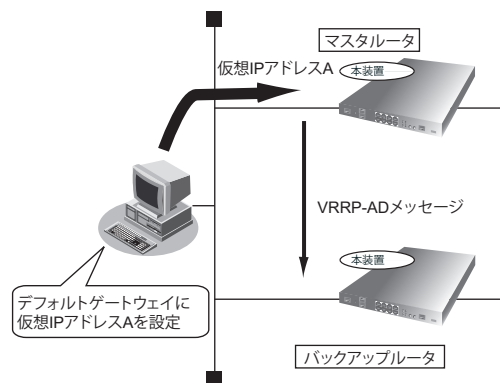 マスタルータ
仮想IPアドレスA
本装置
VRRP-ADメッセージ
本装置
デフォルトゲートウェイに
仮想IPアドレスAを設定
バックアップルータ